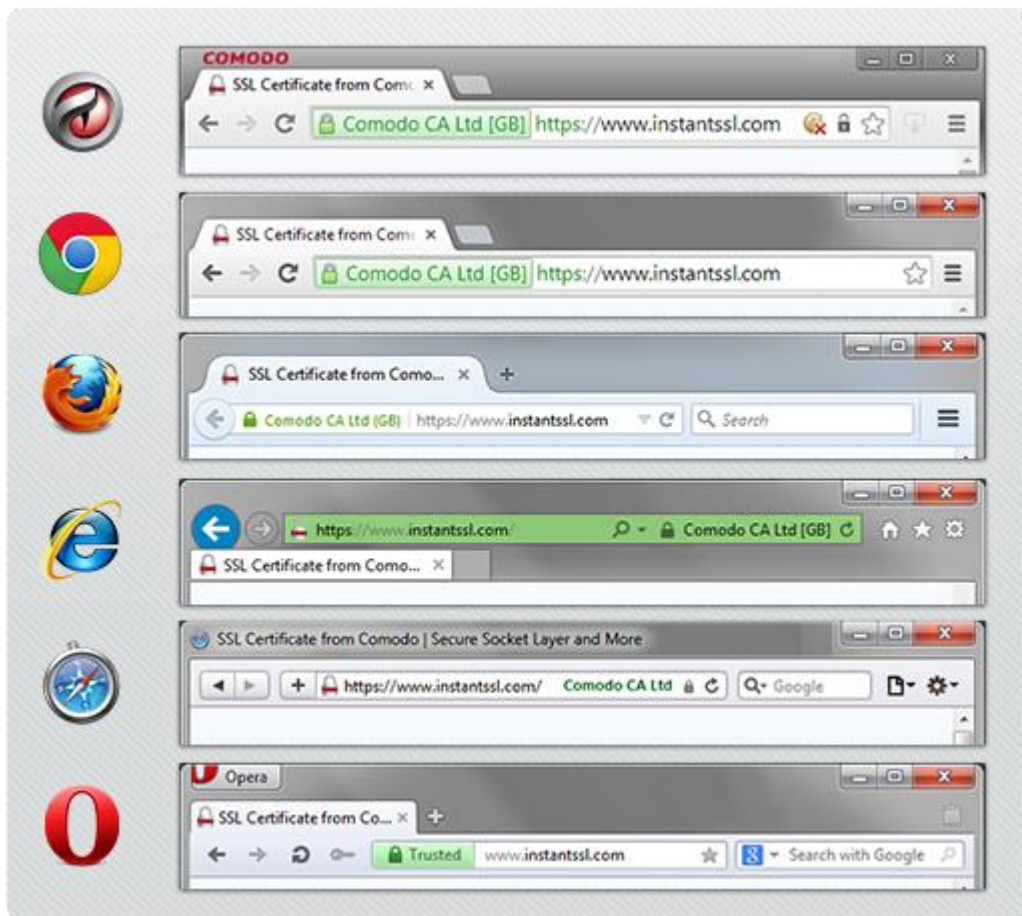 COMODO
SSL Certificate from Com
Comodo CA Ltd [GB] https://www.instantssl.com
SSL Certificate from Com
Comodo CA Ltd [GB] https://www.instantssl.com
SSL Certificate from Como...
Comodo CA Ltd (GB) https://www.instantssl.com Search
https://www.instantssl.com/ Comodo CA Ltd [GB]
SSL Certificate from Como...
SSL Certificate from Comodo | Secure Socket Layer and More
https://www.instantssl.com/ Comodo CA Ltd Google
Opera
SSL Certificate from Co...
Trusted www.instantssl.com 8 Search with Google